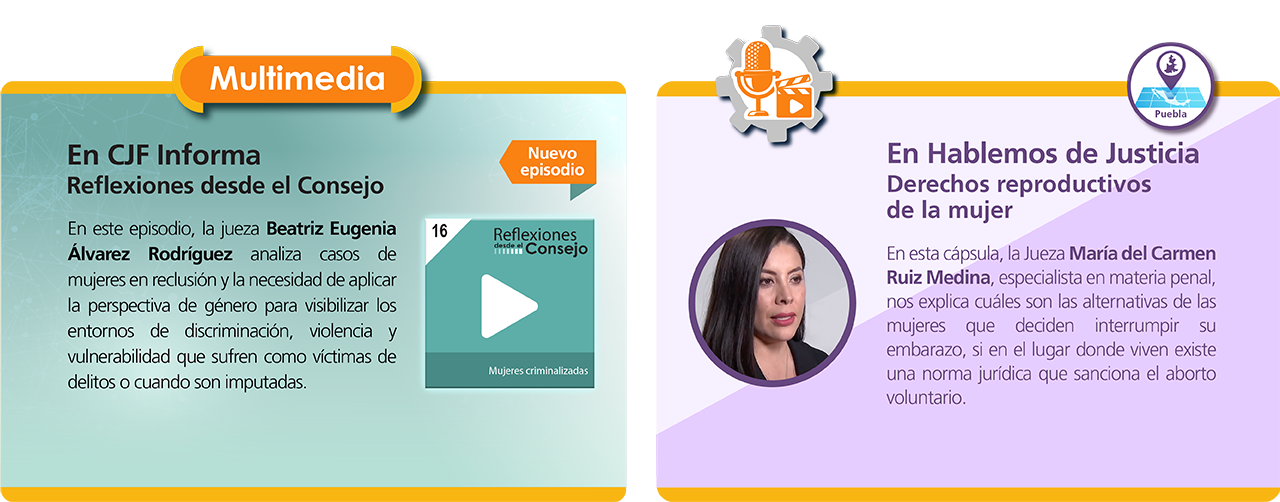 Multimedia
En CJF Informa
Reflexiones desde el Consejo
Nuevo
episodio
En este episodio, la jueza Beatriz Eugenia
Álvarez Rodríguez analiza casos de
mujeres en reclusión y la necesidad de aplicar
la perspectiva de género para visibilizar los
entornos de discriminación, violencia y
vulnerabilidad que sufren como víctimas de
delitos o cuando son imputadas.
16
Reflexiones
desde el
Consejo
Mujeres criminalizadas
Puebla
En Hablemos de Justicia
Derechos reproductivos
de la mujer
En esta cápsula, la Jueza María del Carmen
Ruiz Medina, especialista en materia penal,
nos explica cuáles son las alternativas de las
mujeres que deciden interrumpir su
embarazo, si en el lugar donde viven existe
una norma jurídica que sanciona el aborto
voluntario.